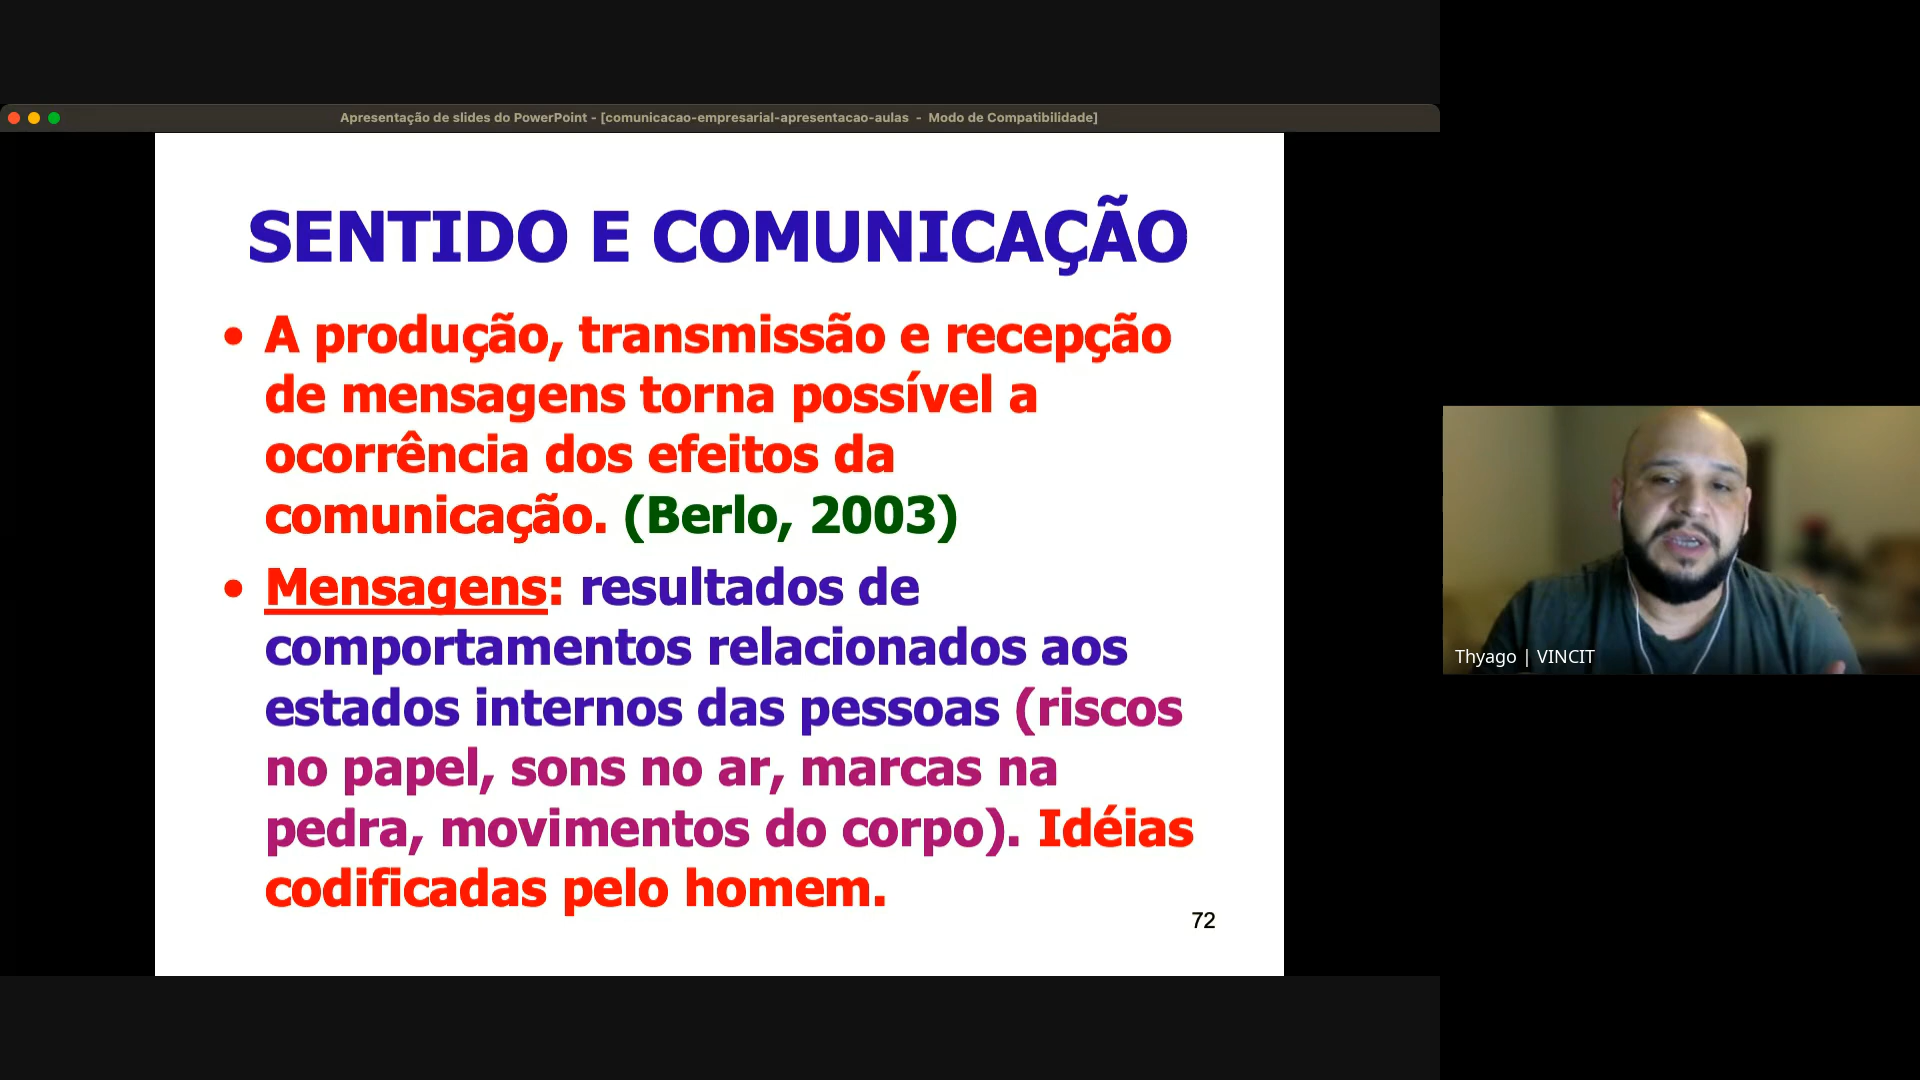 Apresentação de slides do PowerPoint - [comunicacao-empresarial-apresentacao-aulas - Modo de Compatibilidade]
SENTIDO E COMUNICAÇÃO
• A produção, transmissão e recepção
de mensagens torna possível a
ocorrência dos efeitos da
comunicação. (Berlo, 2003)
• Mensagens: resultados de
comportamentos relacionados aos
estados internos das pessoas (riscos
no papel, sons no ar, marcas na
pedra, movimentos do corpo). Idéias
codificadas pelo homem.
72
Thyago | VINCIT